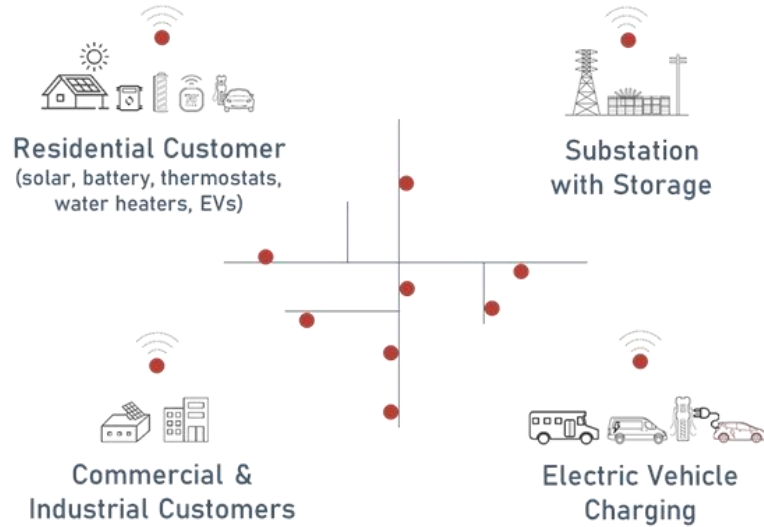 Residential Customer
(solar, battery, thermostats,
water heaters, EVs)
Substation
with Storage
Commercial &
Industrial Customers
Electric Vehicle
Charging